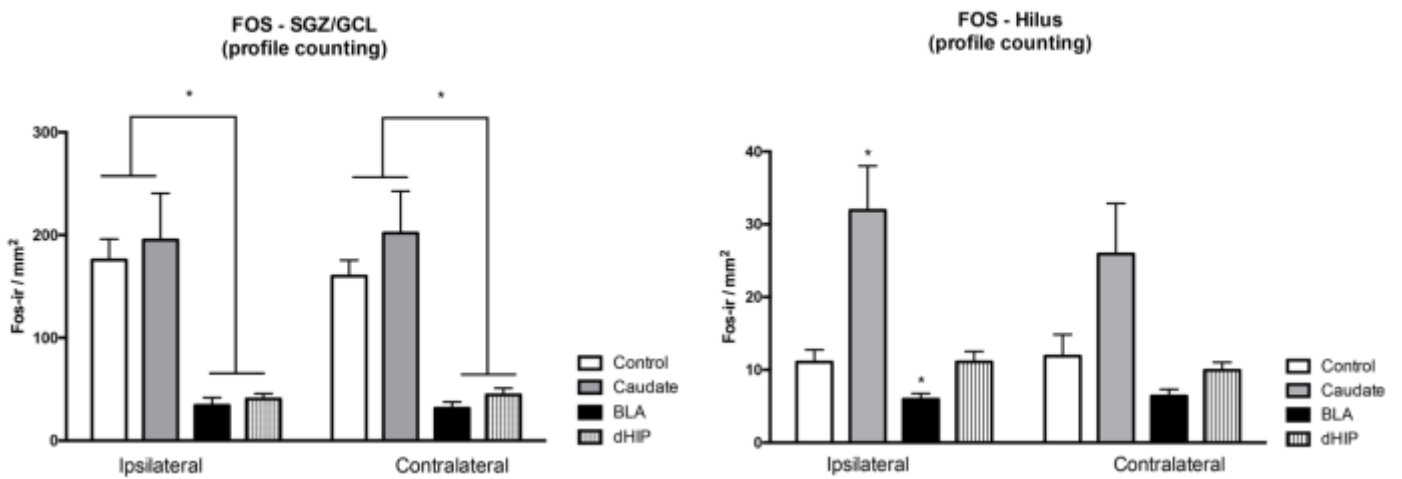 FOS - SGZ/GCL
(profile counting)
*
*
300
200
100
0
Fos-ir / mm²
Ipsilateral
Contralateral
Control
Caudate
BLA
dHIP
FOS - Hilus
(profile counting)
*
*
40
30
20
10
0
Fos-ir / mm²
Ipsilateral
Contralateral
Control
Caudate
BLA
dHIP